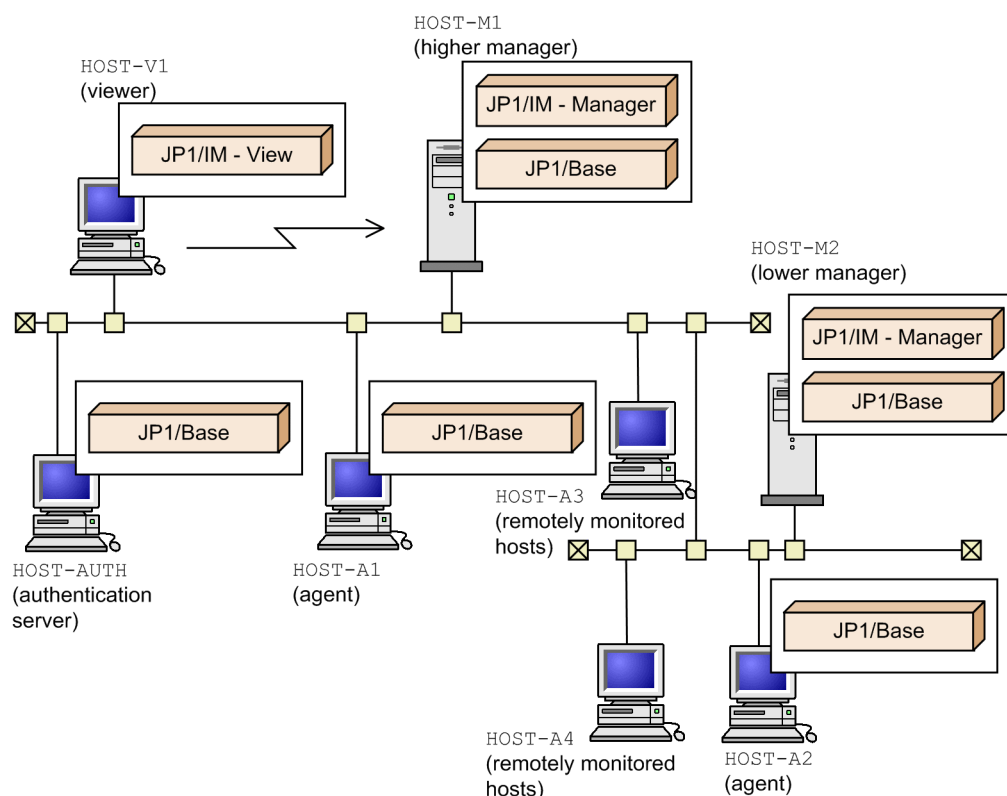 HOST-M1
(higher manager)
JP1/IM - Manager
JP1/Base
HOST-V1
(viewer)
JP1/IM - View
HOST-M2
(lower manager)
JP1/IM - Manager
JP1/Base
JP1/Base
HOST-AUTH
(authentication
server)
JP1/Base
HOST-A1
(agent)
HOST-A3
(remotely monitored
hosts)
HOST-A4
(remotely monitored
hosts)
JP1/Base
HOST-A2
(agent)